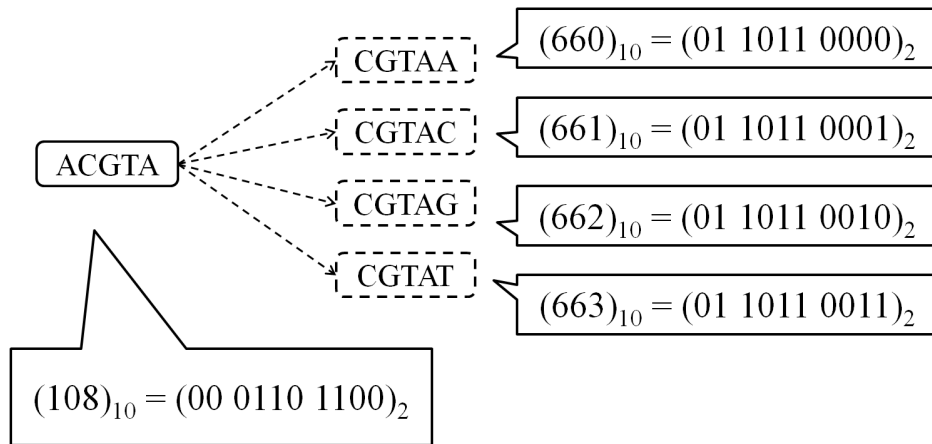 CGTAA
(660)₁₀ = (01 1011 0000)₂
CGTAC
(661)₁₀ = (01 1011 0001)₂
ACGTA
CGTAG
(662)₁₀ = (01 1011 0010)₂
CGTAT
(663)₁₀ = (01 1011 0011)₂
(108)₁₀ = (00 0110 1100)₂